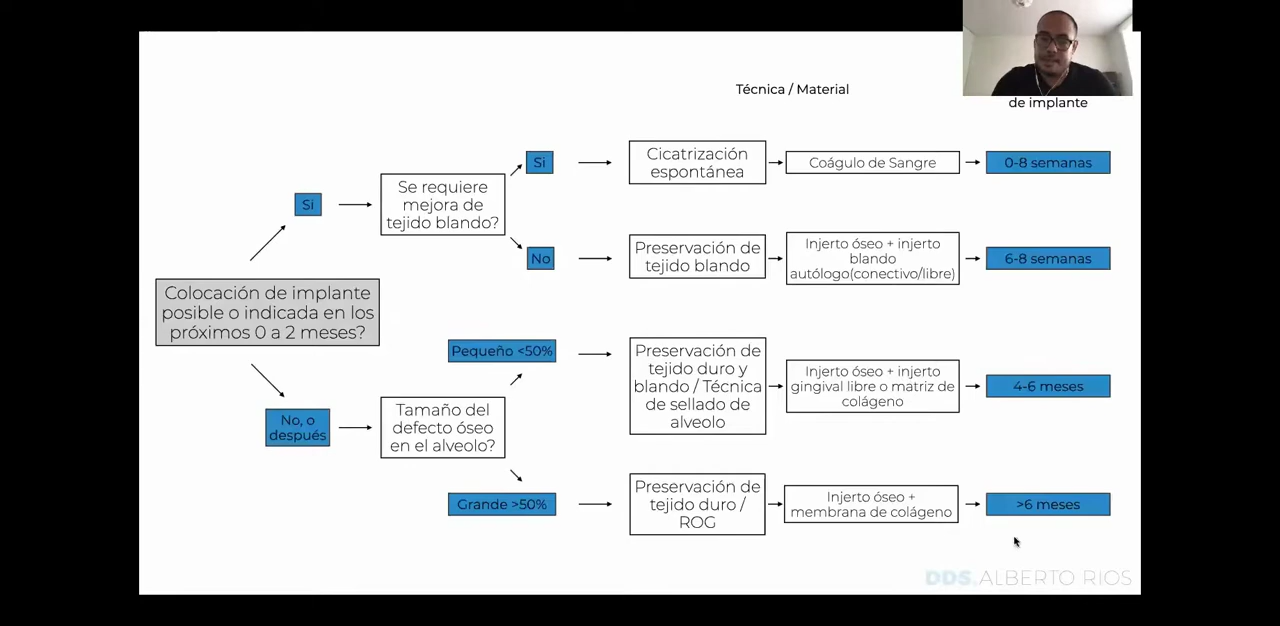 Técnica / Material
de implante
Si
Cicatrización
espontánea
Coágulo de Sangre
0-8 semanas
Se requiere
mejora de
tejido blando?
Si
No
Preservación de
tejido blando
Injerto óseo + injerto
blando
autólogo(conectivo/libre)
6-8 semanas
Colocación de implante
posible o indicada en los
próximos 0 a 2 meses?
Pequeño <50%
Preservación de
tejido duro y
blando / Técnica
de sellado de
alveolo
Injerto óseo + injerto
gingival libre o matriz de
colágeno
4-6 meses
No, o
después
Tamaño del
defecto óseo
en el alveolo?
Grande >50%
Preservación de
tejido duro /
ROG
Injerto óseo +
membrana de colágeno
>6 meses
DDS.ALBERTO RIOS